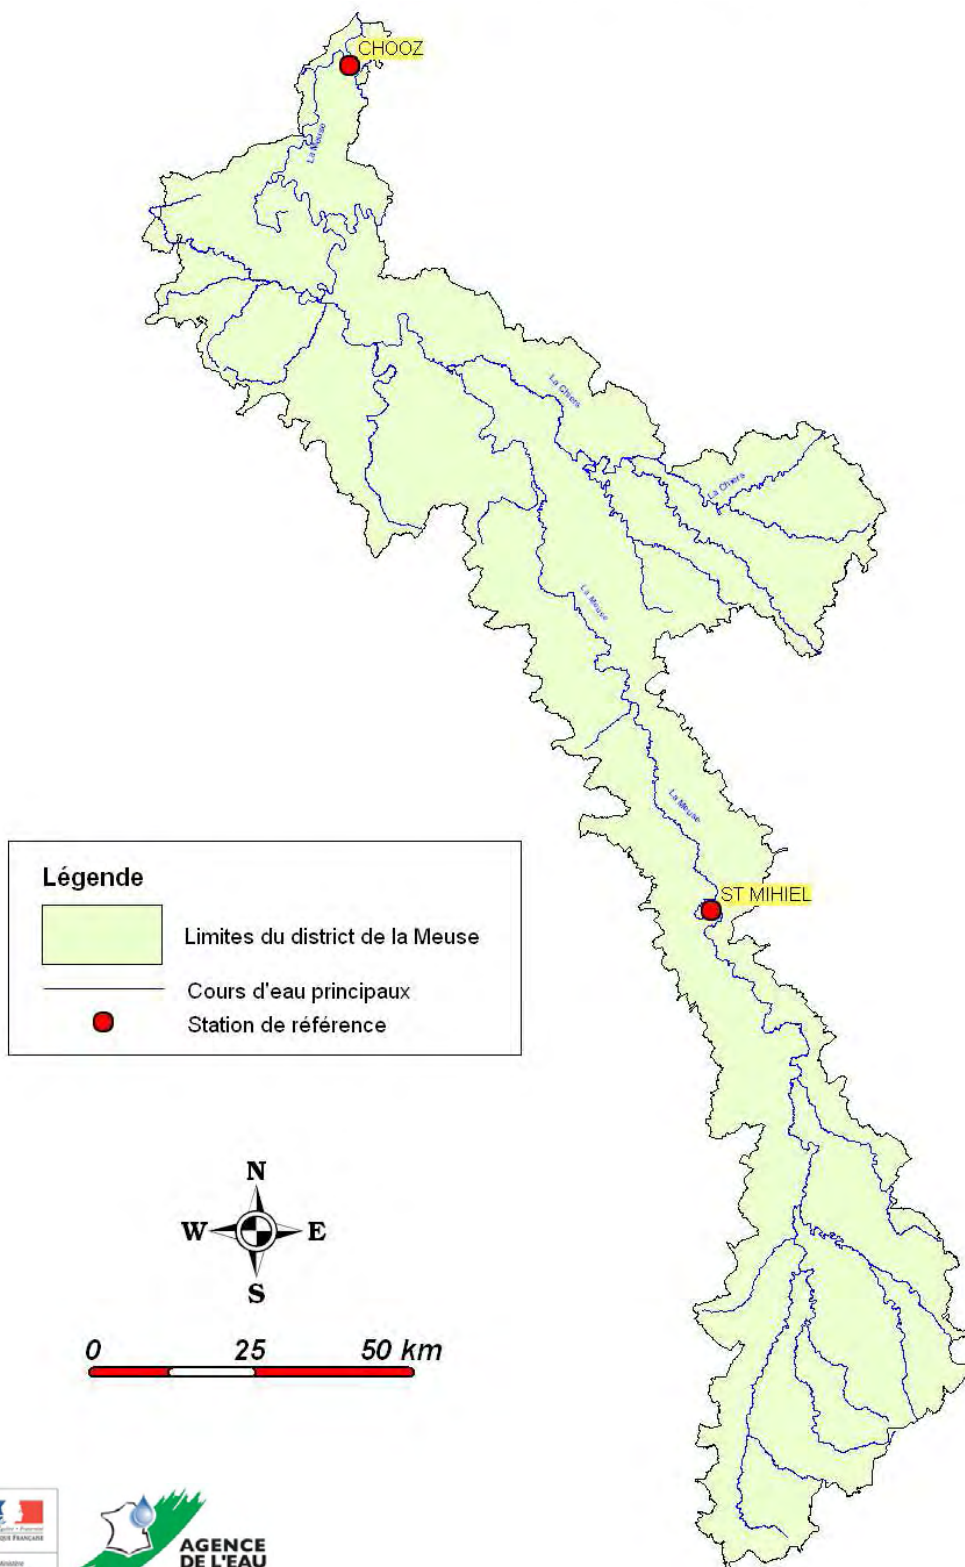 CHOOZ
La Meuse
La Chiers
La Chiers
La Meuse
La Meuse
ST MIHIEL
Légende
Limites du district de la Meuse
Cours d'eau principaux
Station de référence
N
W E
S
0 25 50 km
AGENCE
DE L'EAU